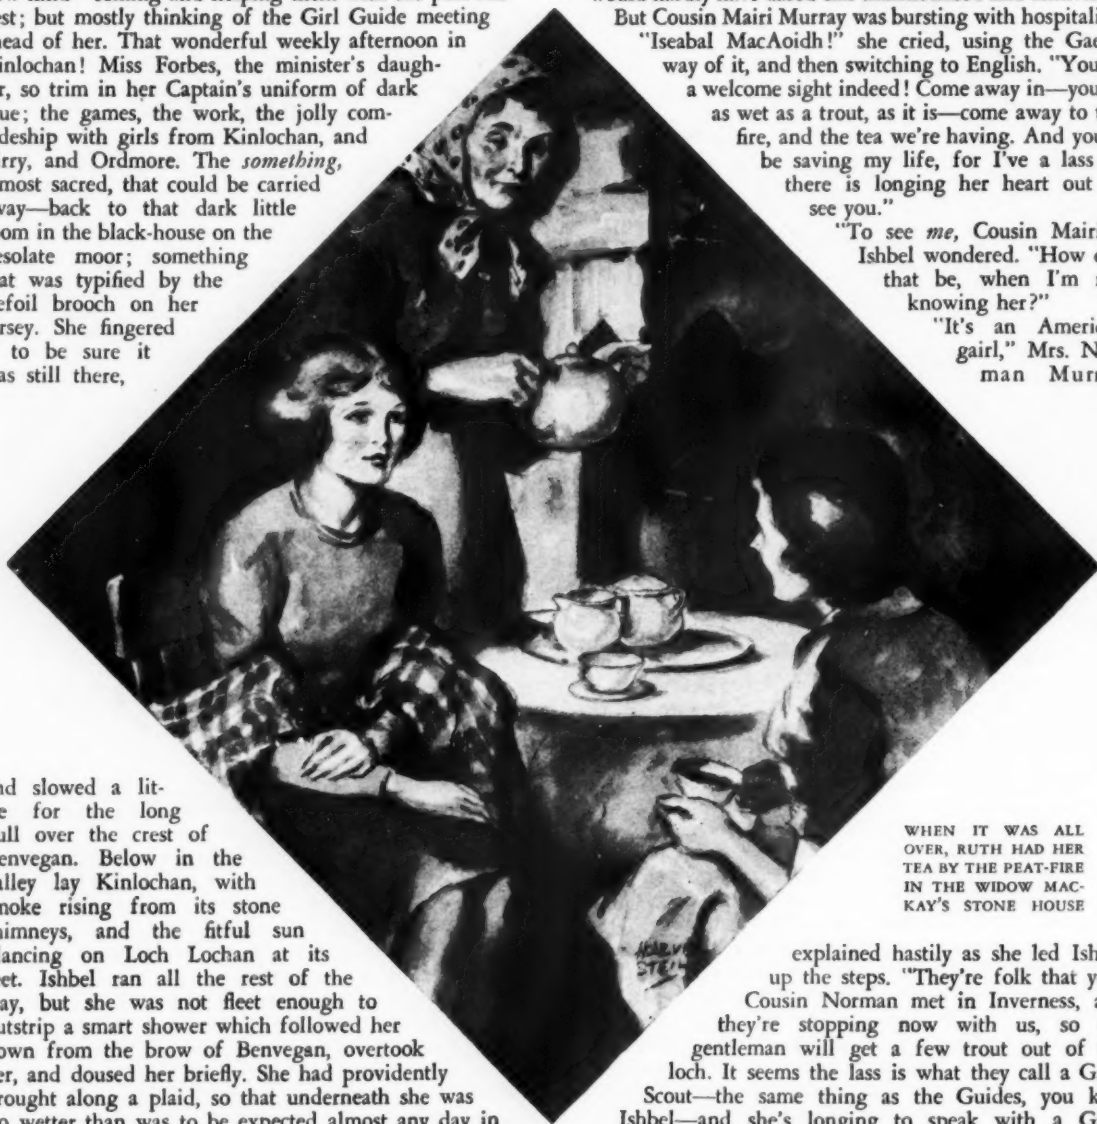 est; but mostly thinking of the Girl Guide meeting
ead of her. That wonderful weekly afternoon in
inlochan! Miss Forbes, the minister's daugh-
r, so trim in her Captain's uniform of dark
ue; the games, the work, the jolly com-
deship with girls from Kinlochan, and
rry, and Ordmore. The something,
most sacred, that could be carried
vay—back to that dark little
om in the black-house on the
esolate moor; something
at was typified by the
efoil brooch on her
rsey. She fingered
to be sure it
as still there,
nd slowed a lit-
e for the long
ull over the crest of
envegan. Below in the
alley lay Kinlochan, with
moke rising from its stone
himneys, and the fitful sun
lancing on Loch Lochan at its
eet. Ishbel ran all the rest of the
ay, but she was not fleet enough to
utstrip a smart shower which followed her
own from the brow of Benvegan, overtook
er, and doused her briefly. She had providently
rought along a plaid, so that underneath she was
o wetter than was to be expected almost any day in
But Cousin Mairi Murray was bursting with hospitali
"Iseabal MacAoidh!" she cried, using the Gae
way of it, and then switching to English. "You
a welcome sight indeed! Come away in—you
as wet as a trout, as it is—come away to t
fire, and the tea we're having. And you
be saving my life, for I've a lass
there is longing her heart out
see you."
"To see me, Cousin Mairi
Ishbel wondered. "How c
that be, when I'm
knowing her?"
"It's an Americ
gairl," Mrs. N
man Murr
WHEN IT WAS ALL
OVER, RUTH HAD HER
TEA BY THE PEAT-FIRE
IN THE WIDOW MAC-
KAY'S STONE HOUSE
explained hastily as she led Ish
up the steps. "They're folk that y
Cousin Norman met in Inverness, a
they're stopping now with us, so
gentleman will get a few trout out of
loch. It seems the lass is what they call a G
Scout—the same thing as the Guides, you k
Ishbel—and she's longing to speak with a G